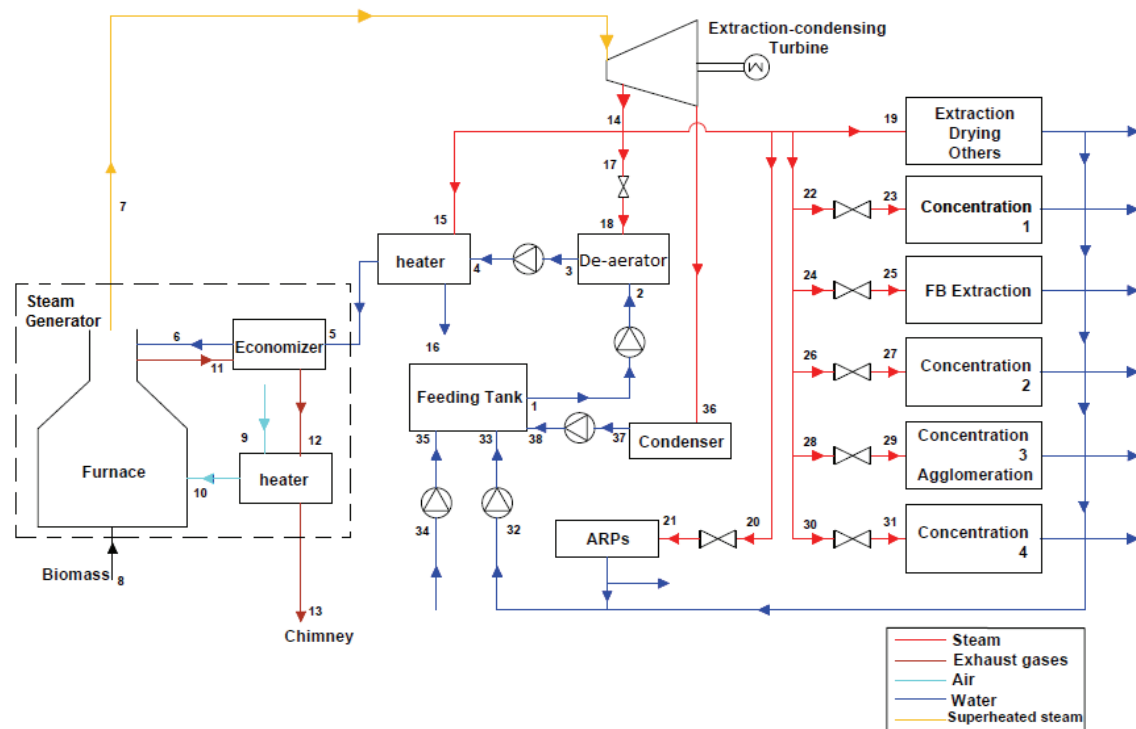 Extraction-condensing
Turbine
14
19
Extraction
Drying
Others
17
7
22
23
Concentration
1
15
18
heater
4
3
De-aerator
2
24
25
FB Extraction
Steam
Generator
6
5
11
Economizer
16
26
27
Concentration
2
Feeding Tank
1
36
9
12
35
33
38
37
Condenser
28
29
Concentration
3
Agglomeration
Furnace
10
heater
34
32
21
20
ARPs
30
31
Concentration
4
Biomass
8
13
Chimney
Steam
Exhaust gases
Air
Water
Superheated steam